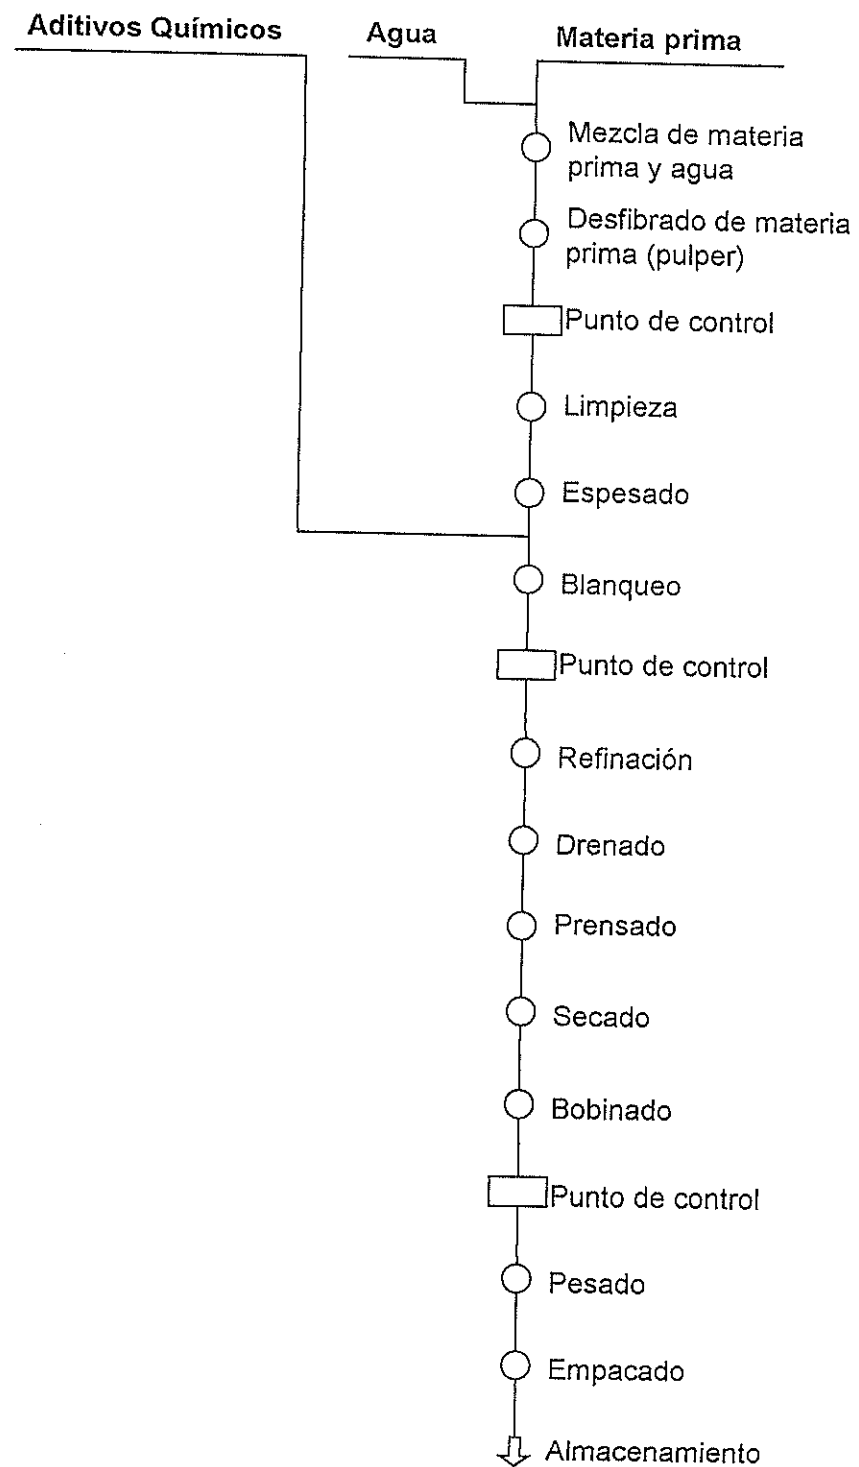 Aditivos Químicos
Agua
Materia prima
Mezcla de materia
prima y agua
Desfibrado de materia
prima (pulper)
Punto de control
Limpieza
Espesado
Blanqueo
Punto de control
Refinación
Drenado
Prensado
Secado
Bobinado
Punto de control
Pesado
Empacado
Almacenamiento